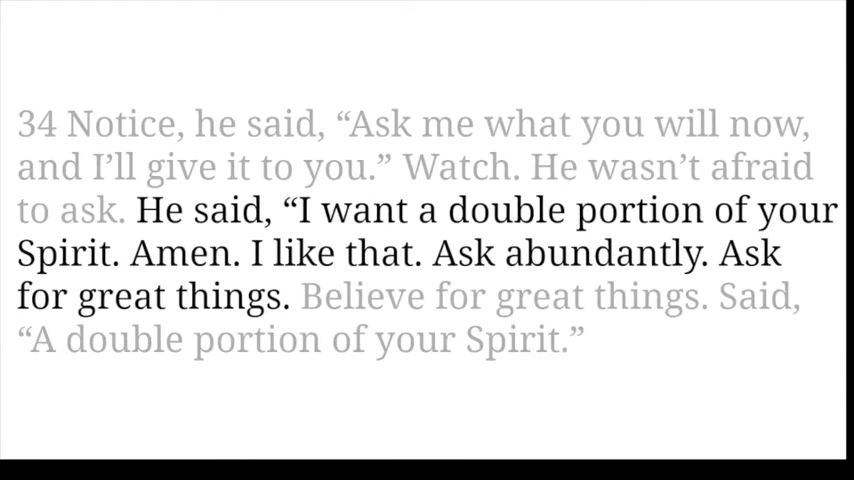 34 Notice, he said, “Ask me what you will now,
and I’ll give it to you.” Watch. He wasn’t afraid
to ask. He said, “I want a double portion of your
Spirit. Amen. I like that. Ask abundantly. Ask
for great things. Believe for great things. Said,
“A double portion of your Spirit.”